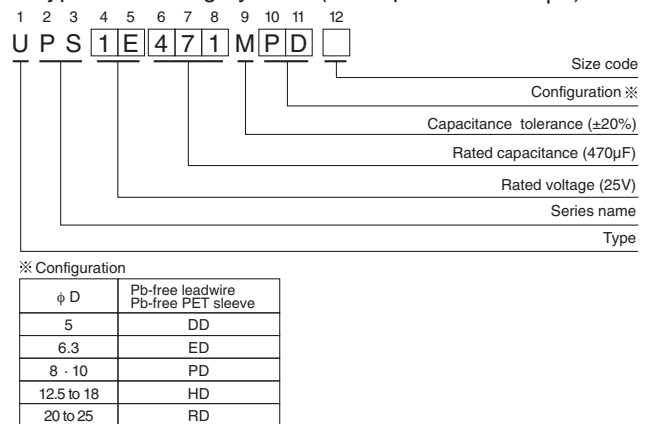 1 2 3 4 5 6 7 8 9 10 11 12
U P S 1 E 4 7 1 M P D
Size code
Configuration ※
Capacitance tolerance (±20%)
Rated capacitance (470µF)
Rated voltage (25V)
Series name
Type
※ Configuration
ϕ D Pb-free leadwire
Pb-free PET sleeve
5 DD
6.3 ED
8 · 10 PD
12.5 to 18 HD
20 to 25 RD